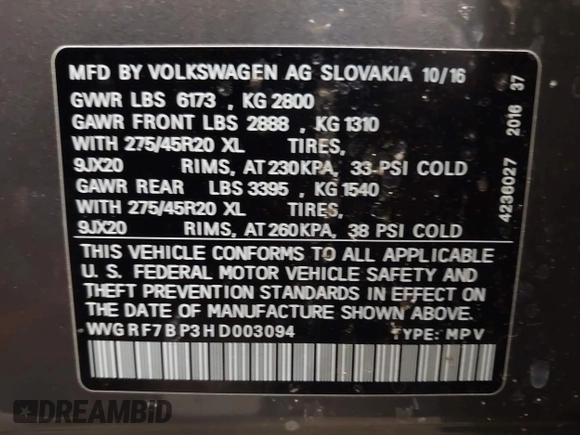 MFD BY VOLKSWAGEN AG SLOVAKIA 10/16
GVWR LBS 6173 , KG 2800
GAWR FRONT LBS 2888 , KG 1310
WITH 275/45R20 XL TIRES,
9JX20 RIMS, AT 230 KPA, 33 PSI COLD
GAWR REAR LBS 3395 , KG 1540
WITH 275/45R20 XL TIRES,
9JX20 RIMS, AT 260KPA, 38 PSI COLD
THIS VEHICLE CONFORMS TO ALL APPLICABLE
U. S. FEDERAL MOTOR VEHICLE SAFETY AND
THEFT PREVENTION STANDARDS IN EFFECT ON
THE DATE OF MANUFACTURE SHOWN ABOVE.
WVGRF7BP3HD003094 TYPE: MPV
4236027 2016 37
DREAMBID